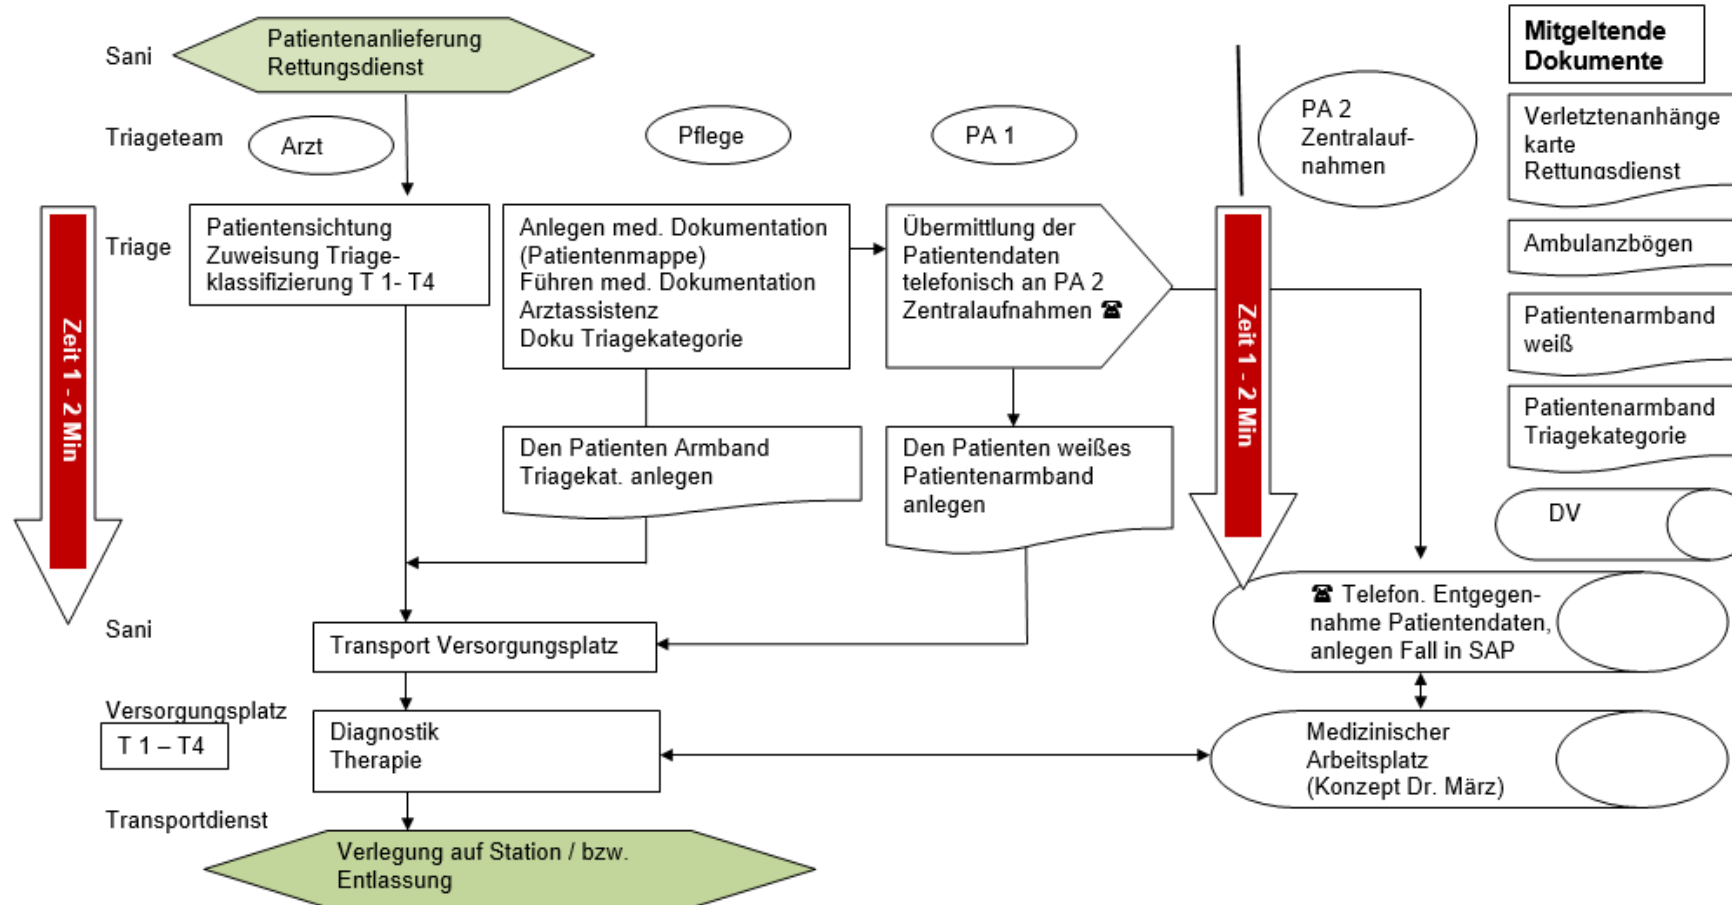 Sani
Patientenanlieferung
Rettungsdienst
Mitgeltende
Dokumente
Triageteam
Arzt
Pflege
PA 1
PA 2
Zentralauf-
nahmen
Verletztenanhänge
karte
Rettungsdienst
Triage
Patientensichtung
Zuweisung Triage-
klassifizierung T 1- T4
Anlegen med. Dokumentation
(Patientenmappe)
Führen med. Dokumentation
Arztassistenz
Doku Triagekategorie
Übermittlung der
Patientendaten
telefonisch an PA 2
Zentralaufnahmen ☎
Ambulanzbögen
Zeit 1 - 2 Min
Zeit 1 - 2 Min
Patientenarmband
weiß
Patientenarmband
Triagekategorie
Den Patienten Armband
Triagekat. anlegen
Den Patienten weißes
Patientenarmband
anlegen
DV
Sani
Transport Versorgungsplatz
☎ Telefon. Entgegen-
nahme Patientendaten,
anlegen Fall in SAP
Versorgungsplatz
T 1 – T4
Diagnostik
Therapie
Medizinischer
Arbeitsplatz
(Konzept Dr. März)
Transportdienst
Verlegung auf Station / bzw.
Entlassung